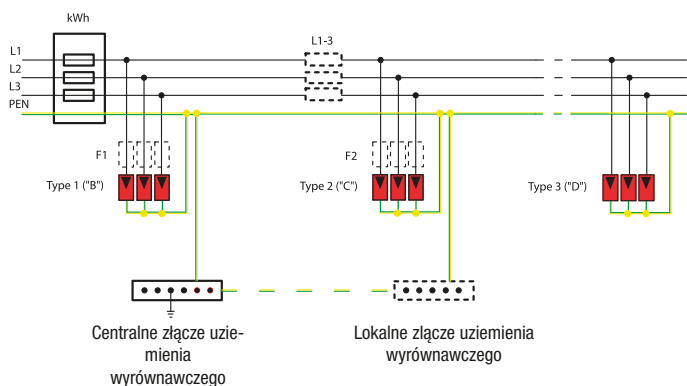 kWh
L1
L2
L3
PEN
L1-3
F1
F2
Type 1 ("B")
Type 2 ("C")
Type 3 ("D")
Centralne złącze uzie-
mienia
wyrównawczego
Lokalne złącze uziemienia
wyrównawczego